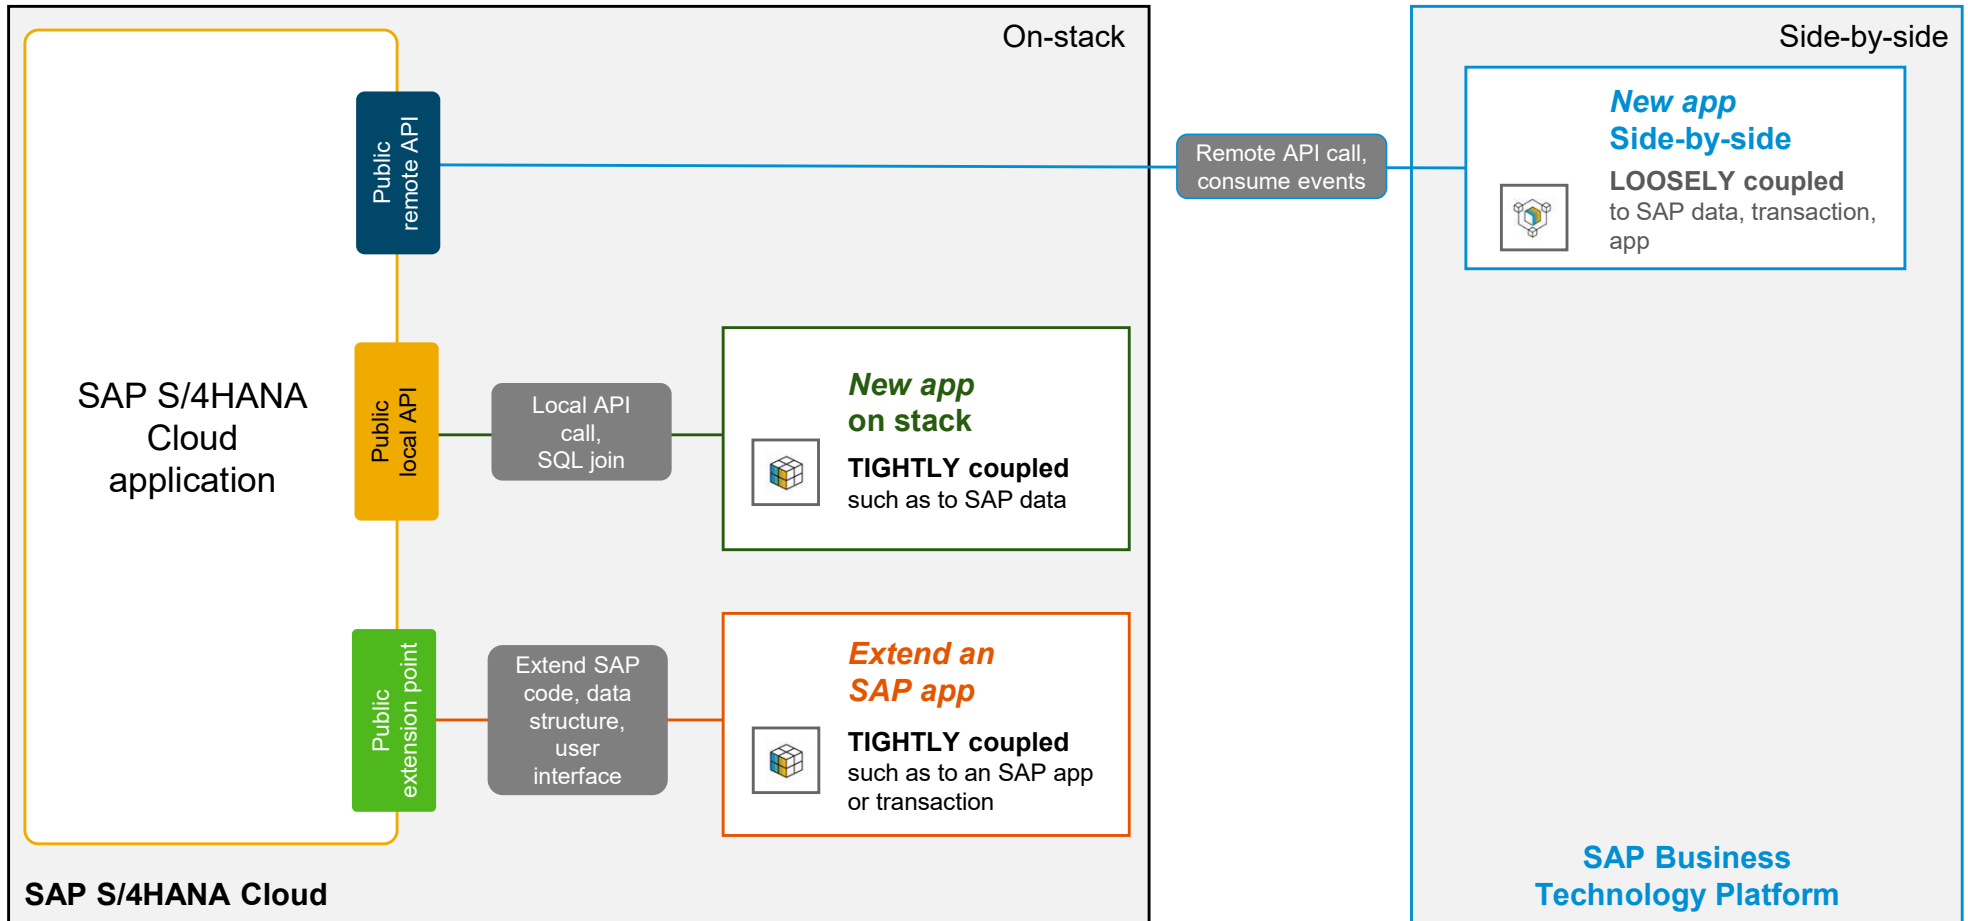 On-stack
Side-by-side
Public
remote API
Remote API call,
consume events
New app
Side-by-side
LOOSELY coupled
to SAP data, transaction,
app
SAP S/4HANA
Cloud
application
Public
local API
Local API
call,
SQL join
New app
on stack
TIGHTLY coupled
such as to SAP data
Public
extension point
Extend SAP
code, data
structure,
user
interface
Extend an
SAP app
TIGHTLY coupled
such as to an SAP app
or transaction
SAP S/4HANA Cloud
SAP Business
Technology Platform